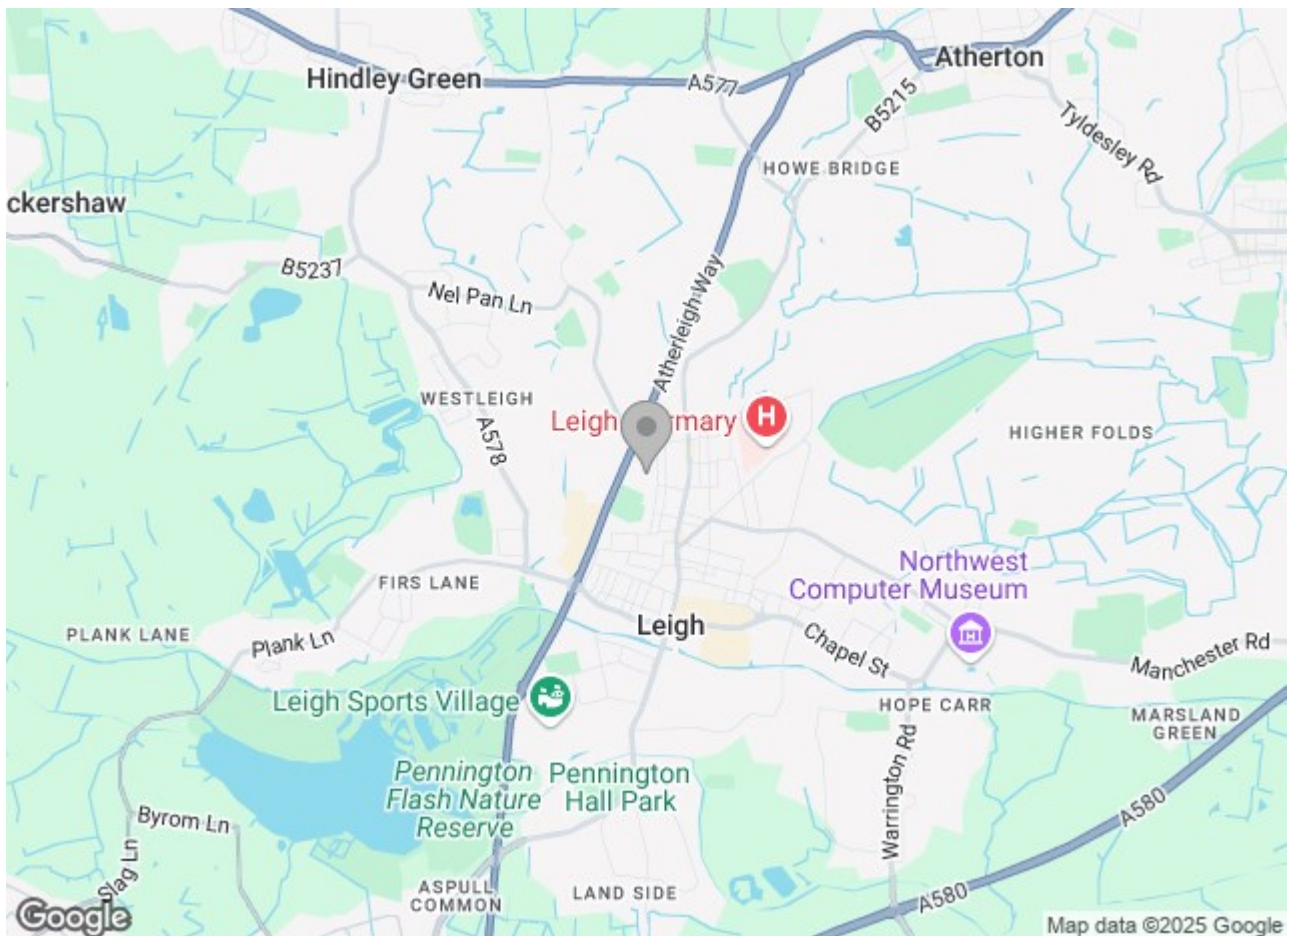 Atherton
Hindley Green
A577
B5215
Tyldesley Rd
HOWE BRIDGE
ckershaw
B5237
Nel Pan Ln
Atherleigh Way
WESTLEIGH
A578
Leigh
rmary
H
HIGHER FOLDS
Northwest
Computer Museum
FIRS LANE
PLANK LANE
Plank Ln
Leigh
Chapel St
Manchester Rd
Leigh Sports Village
HOPE CARR
MARSLAND
GREEN
Pennington
Flash Nature
Reserve
Pennington
Hall Park
Warrington Rd
Byrom Ln
A580
Slag Ln
ASPULL
COMMON
LAND SIDE
A580
Google
Map data ©2025 Google